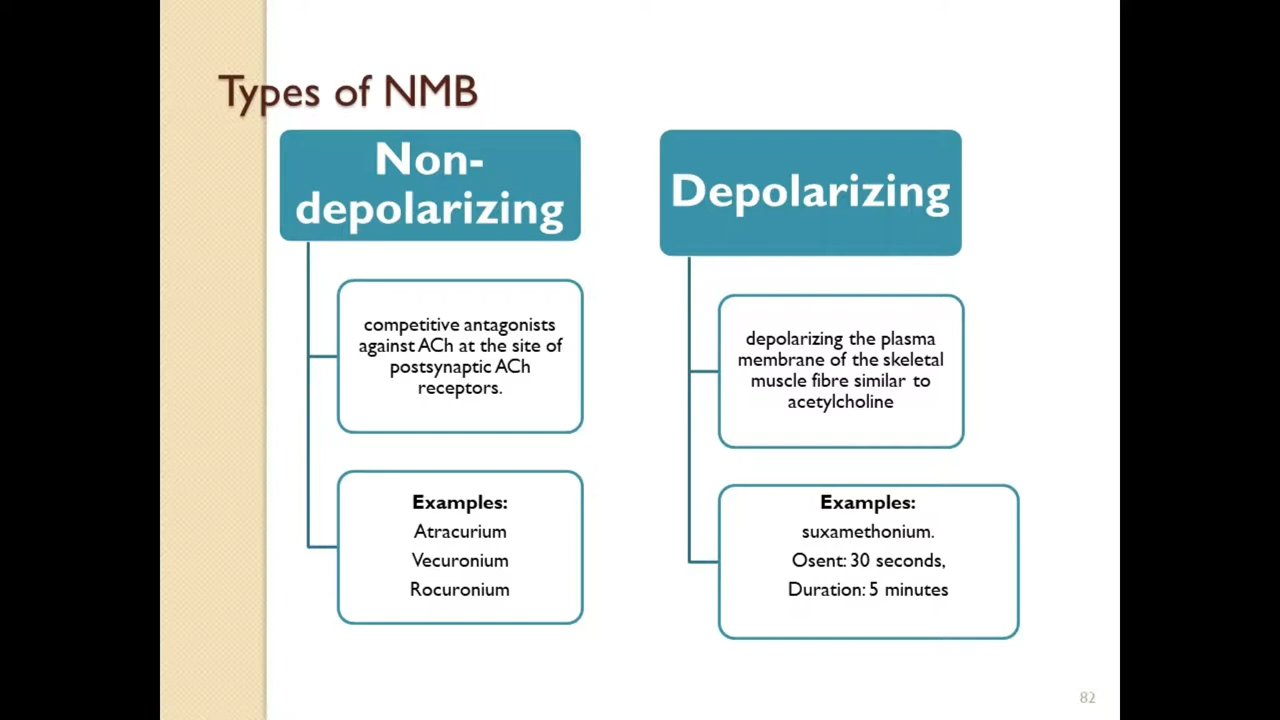 Types of NMB
Non-
depolarizing
competitive antagonists
against ACh at the site of
postsynaptic ACh
receptors.
Examples:
Atracurium
Vecuronium
Rocuronium
Depolarizing
depolarizing the plasma
membrane of the skeletal
muscle fibre similar to
acetylcholine
Examples:
suxamethonium.
Osent: 30 seconds,
Duration: 5 minutes
82